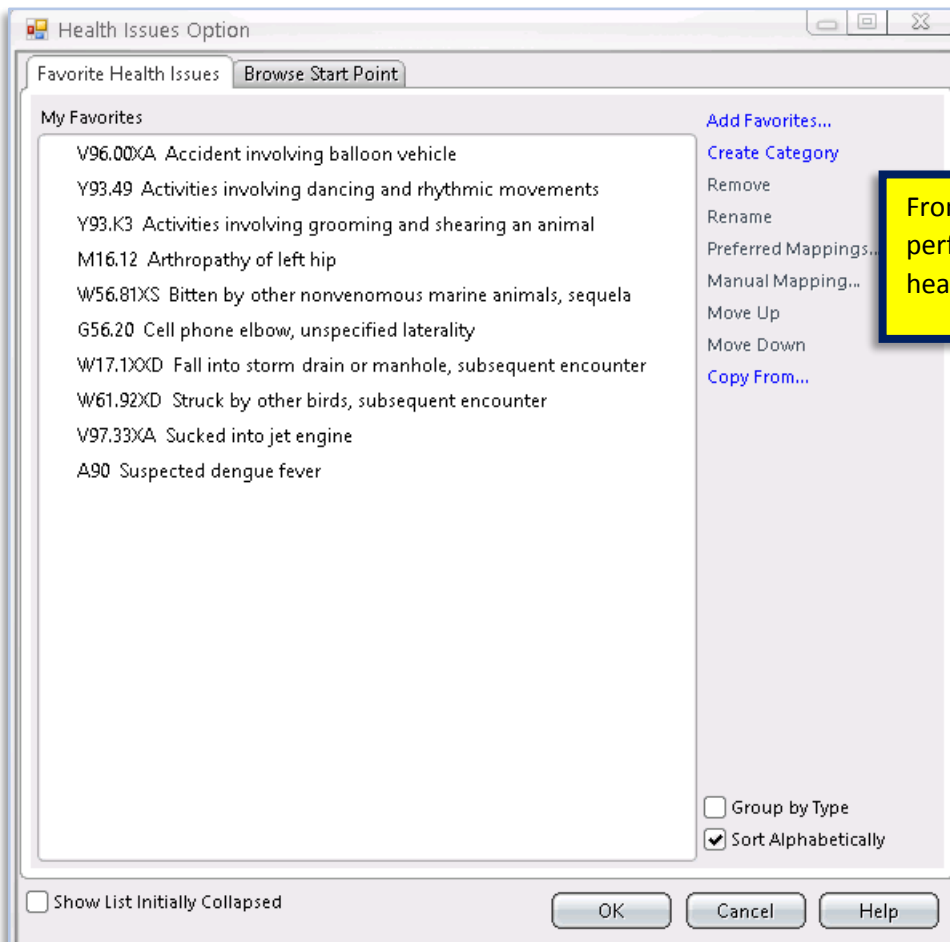 Health Issues Option
Favorite Health Issues Browse Start Point
My Favorites
V96.00XA Accident involving balloon vehicle
Y93.49 Activities involving dancing and rhythmic movements
Y93.K3 Activities involving grooming and shearing an animal
M16.12 Arthropathy of left hip
W56.81XS Bitten by other nonvenomous marine animals, sequela
G56.20 Cell phone elbow, unspecified laterality
W17.1XXD Fall into storm drain or manhole, subsequent encounter
W61.92XD Struck by other birds, subsequent encounter
V97.33XA Sucked into jet engine
A90 Suspected dengue fever
Add Favorites...
Create Category
Remove
Rename
Preferred Mappings...
Manual Mapping...
Move Up
Move Down
Copy From...
Group by Type
Sort Alphabetically
Show List Initially Collapsed
OK Cancel Help